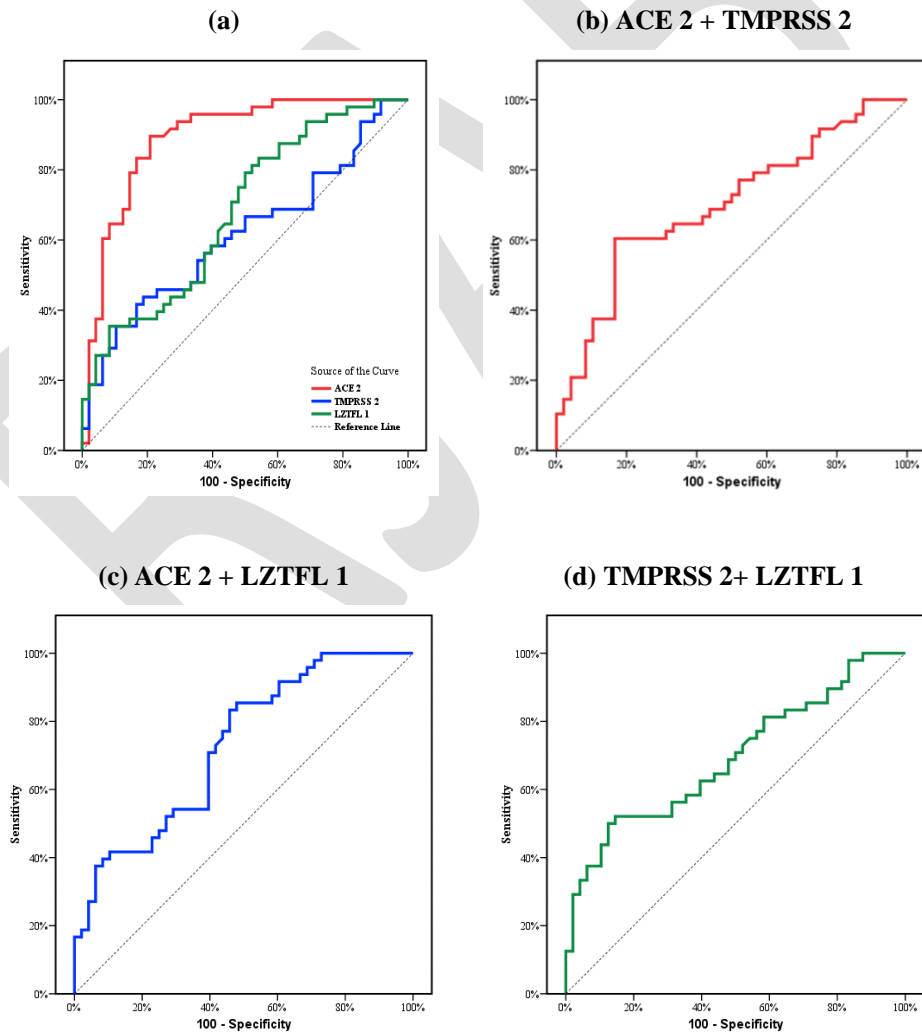 (a)
(b) ACE 2 + TMPRSS 2
100%
80%
60%
40%
20%
0%
Sensitivity
Source of the Curve
ACE 2
TMPRSS 2
LZTFL 1
Reference Line
0% 20% 40% 60% 80% 100%
100 - Specificity
100%
80%
60%
40%
20%
0%
Sensitivity
0% 20% 40% 60% 80% 100%
100 - Specificity
(c) ACE 2 + LZTFL 1
(d) TMPRSS 2+ LZTFL 1
100%
80%
60%
40%
20%
0%
Sensitivity
0% 20% 40% 60% 80% 100%
100 - Specificity
100%
80%
60%
40%
20%
0%
Sensitivity
0% 20% 40% 60% 80% 100%
100 - Specificity